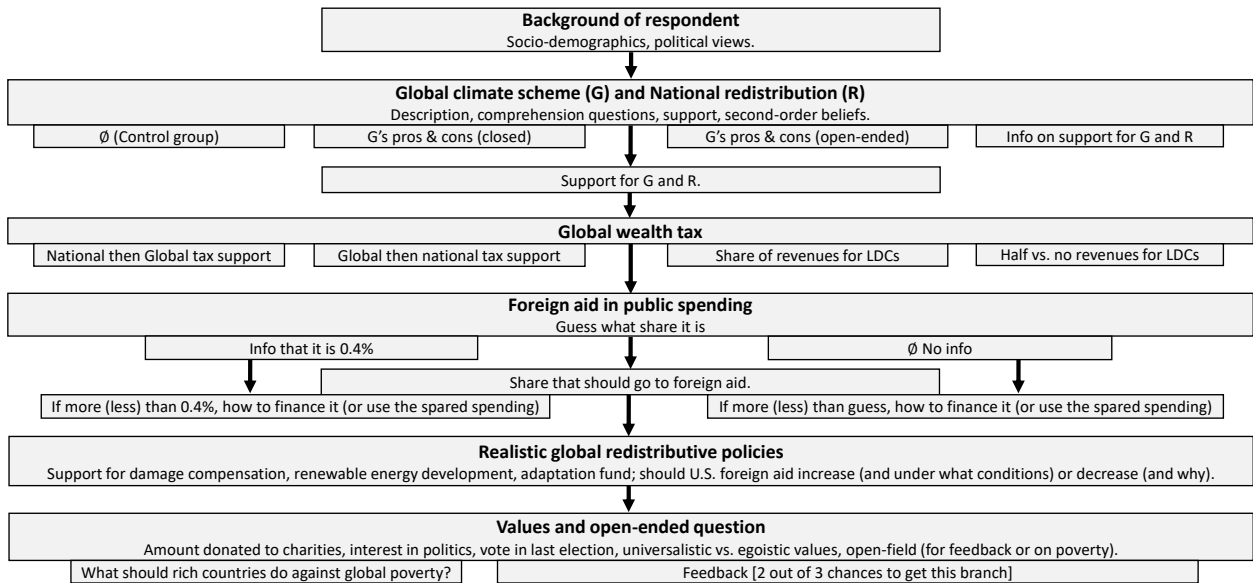 Background of respondent
Socio-demographics, political views.
Global climate scheme (G) and National redistribution (R)
Description, comprehension questions, support, second-order beliefs.
Ø (Control group)
G's pros & cons (closed)
G's pros & cons (open-ended)
Info on support for G and R
Support for G and R.
Global wealth tax
National then Global tax support
Global then national tax support
Share of revenues for LDCs
Half vs. no revenues for LDCs
Foreign aid in public spending
Guess what share it is
Info that it is 0.4%
Ø No info
Share that should go to foreign aid.
If more (less) than 0.4%, how to finance it (or use the spared spending)
If more (less) than guess, how to finance it (or use the spared spending)
Realistic global redistributive policies
Support for damage compensation, renewable energy development, adaptation fund; should U.S. foreign aid increase (and under what conditions) or decrease (and why).
Values and open-ended question
Amount donated to charities, interest in politics, vote in last election, universalistic vs. egoistic values, open-field (for feedback or on poverty).
What should rich countries do against global poverty?
Feedback [2 out of 3 chances to get this branch]